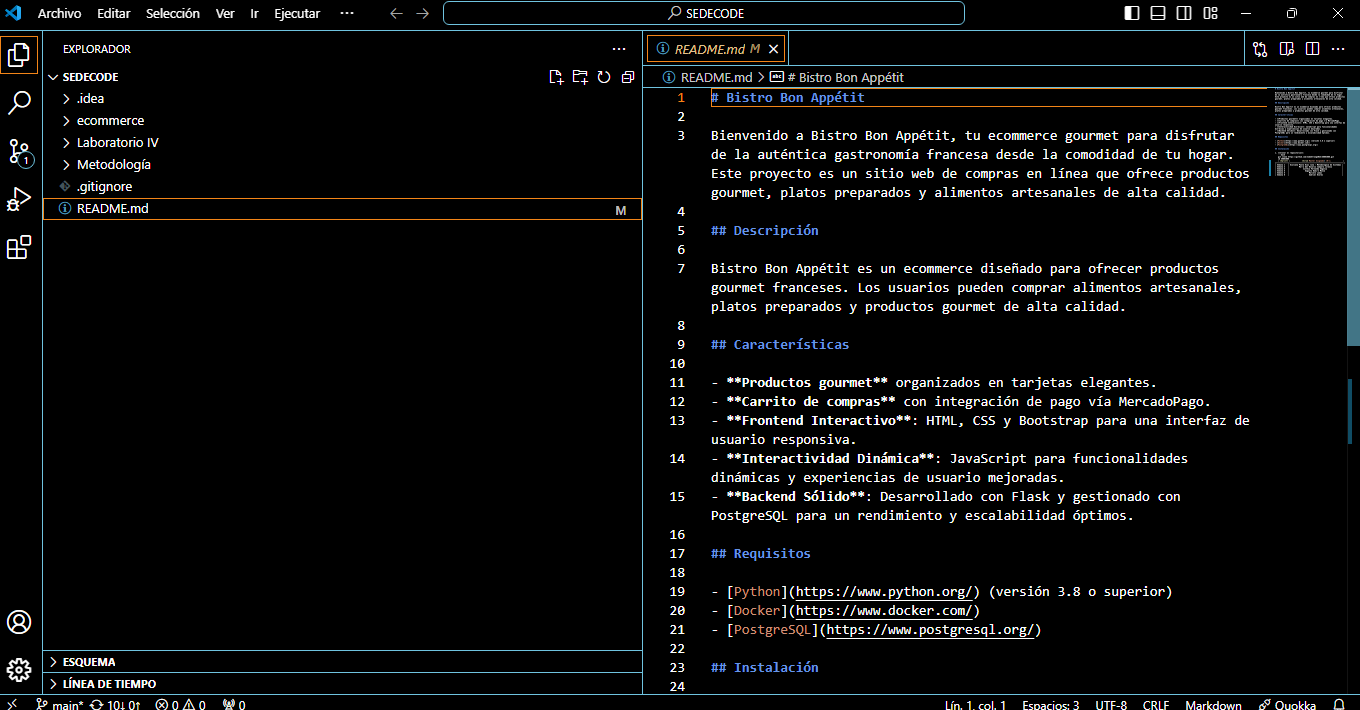 Archivo Editar Selección Ver Ir Ejecutar ··· SEDECODE
EXPLORADOR ···
SEDECODE
.idea
ecommerce
Laboratorio IV
Metodología
.gitignore
README.md M
ESQUEMA
LÍNEA DE TIEMPO
README.md M
README.md > # Bistro Bon Appétit
1 # Bistro Bon Appétit
2
3 Bienvenido a Bistro Bon Appétit, tu ecommerce gourmet para disfrutar
de la auténtica gastronomía francesa desde la comodidad de tu hogar.
Este proyecto es un sitio web de compras en línea que ofrece productos
gourmet, platos preparados y alimentos artesanales de alta calidad.
4
5 ## Descripción
6
7 Bistro Bon Appétit es un ecommerce diseñado para ofrecer productos
gourmet franceses. Los usuarios pueden comprar alimentos artesanales,
platos preparados y productos gourmet de alta calidad.
8
9 ## Características
10
11 - **Productos gourmet** organizados en tarjetas elegantes.
12 - **Carrito de compras** con integración de pago vía MercadoPago.
13 - **Frontend Interactivo**: HTML, CSS y Bootstrap para una interfaz de
usuario responsiva.
14 - **Interactividad Dinámica**: JavaScript para funcionalidades
dinámicas y experiencias de usuario mejoradas.
15 - **Backend Sólido**: Desarrollado con Flask y gestionado con
PostgreSQL para un rendimiento y escalabilidad óptimos.
16
17 ## Requisitos
18
19 - [Python](https://www.python.org/) (versión 3.8 o superior)
20 - [Docker](https://www.docker.com/)
21 - [PostgreSQL](https://www.postgresql.org/)
22
23 ## Instalación
24
main* 10↓ 0↑ 0 0 0 Lín. 1, col. 1 Espacios: 3 UTF-8 CRLF Markdown Quokka
1